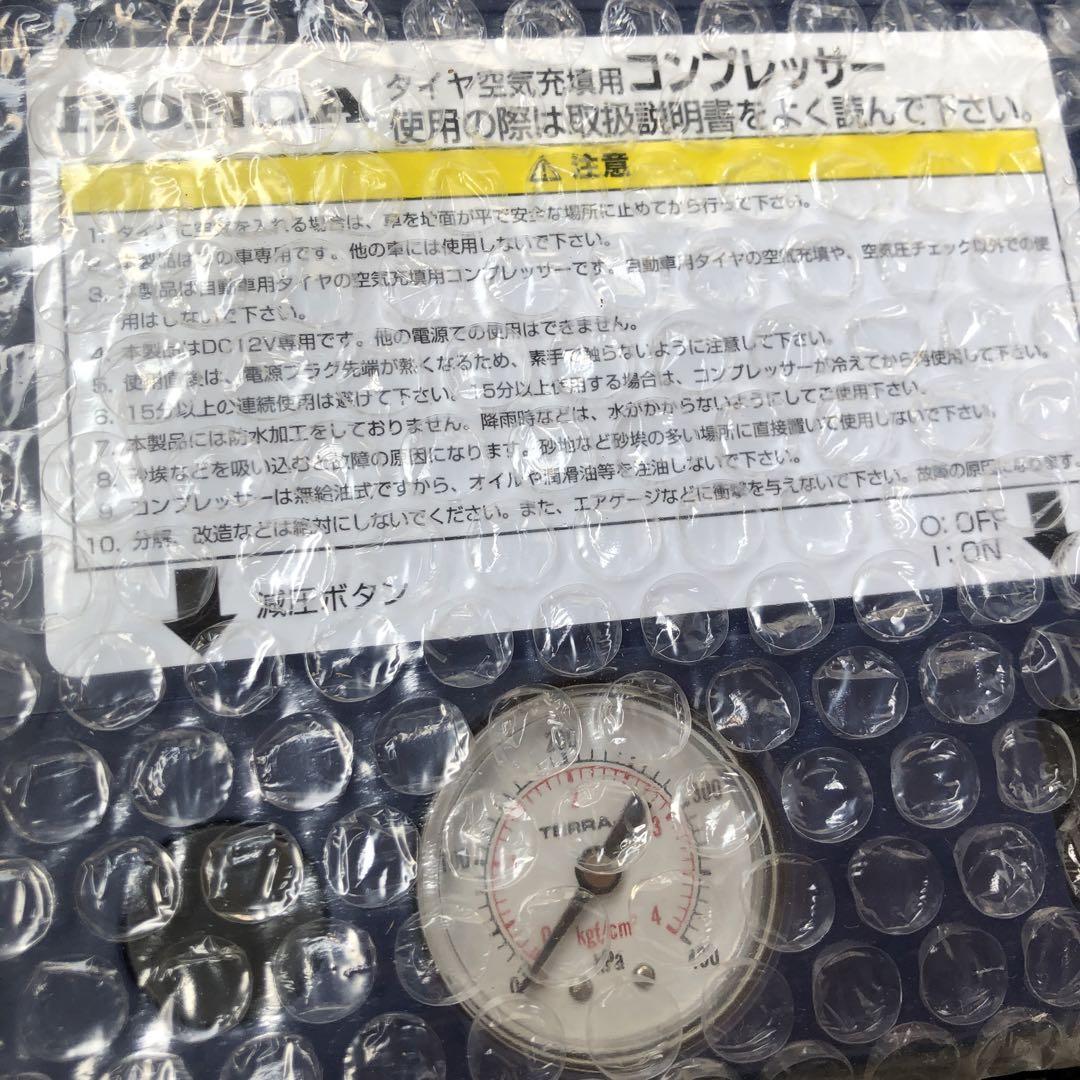 HONDA
タイヤ空気充填用コンプレッサー
使用の際は取扱説明書をよく読んで下さい。
⚠ 注意
1. タイヤに空気を入れる場合は、車を地面が平で安全な場所に止めてから行って下さい。
2. 本製品はこの車専用です。他の車には使用しないで下さい。
3. 本製品は自動車用タイヤの空気充填用コンプレッサーです。自動車用タイヤの空気充填や、空気圧チェック以外での使
用はしないで下さい。
4. 本製品はDC12V専用です。他の電源での使用はできません。
5. 使用直後は、電源プラグ先端が熱くなるため、素手で触らないように注意して下さい。
6. 15分以上の連続使用は避けて下さい。15分以上使用する場合は、コンプレッサーが冷えてから再使用して下さい。
7. 本製品には防水加工をしておりません。降雨時などは、水がかからないようにしてご使用下さい。
8. 砂埃などを吸い込むと故障の原因になります。砂地など砂埃の多い場所に直接置いて使用しないで下さい。
9. コンプレッサーは無給油式ですから、オイルや潤滑油等を注油しないで下さい。
10. 分解、改造などは絶対にしないでください。また、エアゲージなどに衝撃を与えないで下さい。故障の原因になります。
O: OFF
I: ON
減圧ボタン
200
300
2
3
TERRA
0
kgf/cm²
4
0
kPa
400